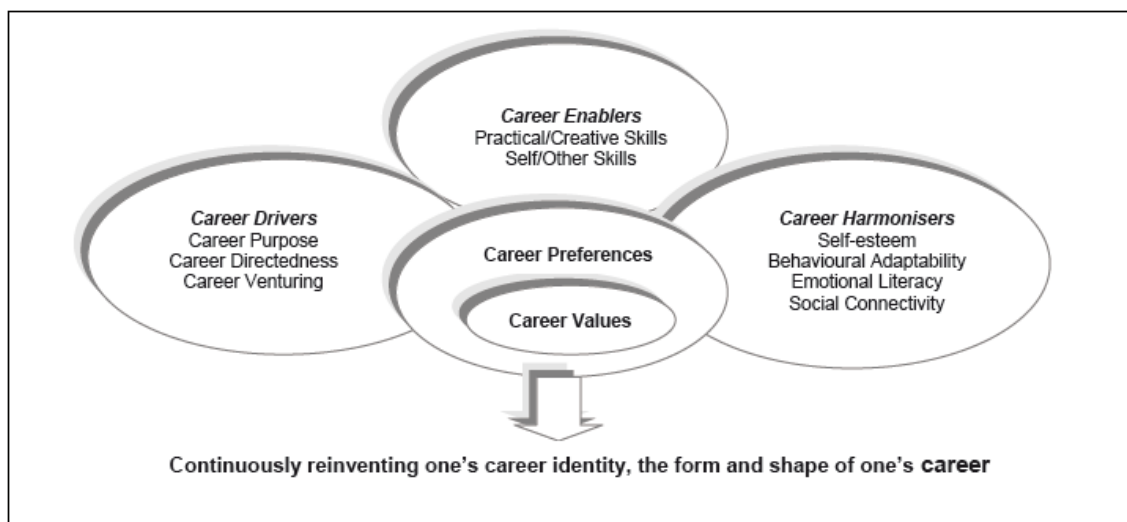 Career Enablers
Practical/Creative Skills
Self/Other Skills
Career Drivers
Career Purpose
Career Directedness
Career Venturing
Career Preferences
Career Values
Career Harmonisers
Self-esteem
Behavioural Adaptability
Emotional Literacy
Social Connectivity
Continuously reinventing one’s career identity, the form and shape of one’s career